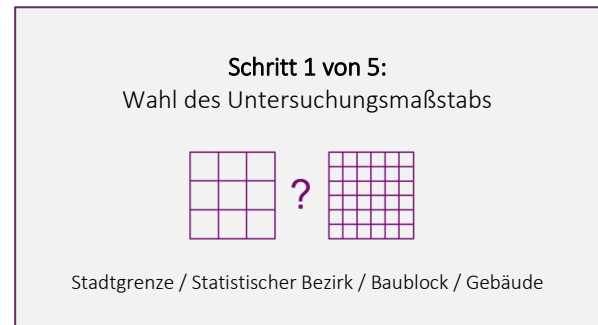 Schritt 1 von 5:
Wahl des Untersuchungsmaßstabs
?
Stadtgrenze / Statistischer Bezirk / Baublock / Gebäude